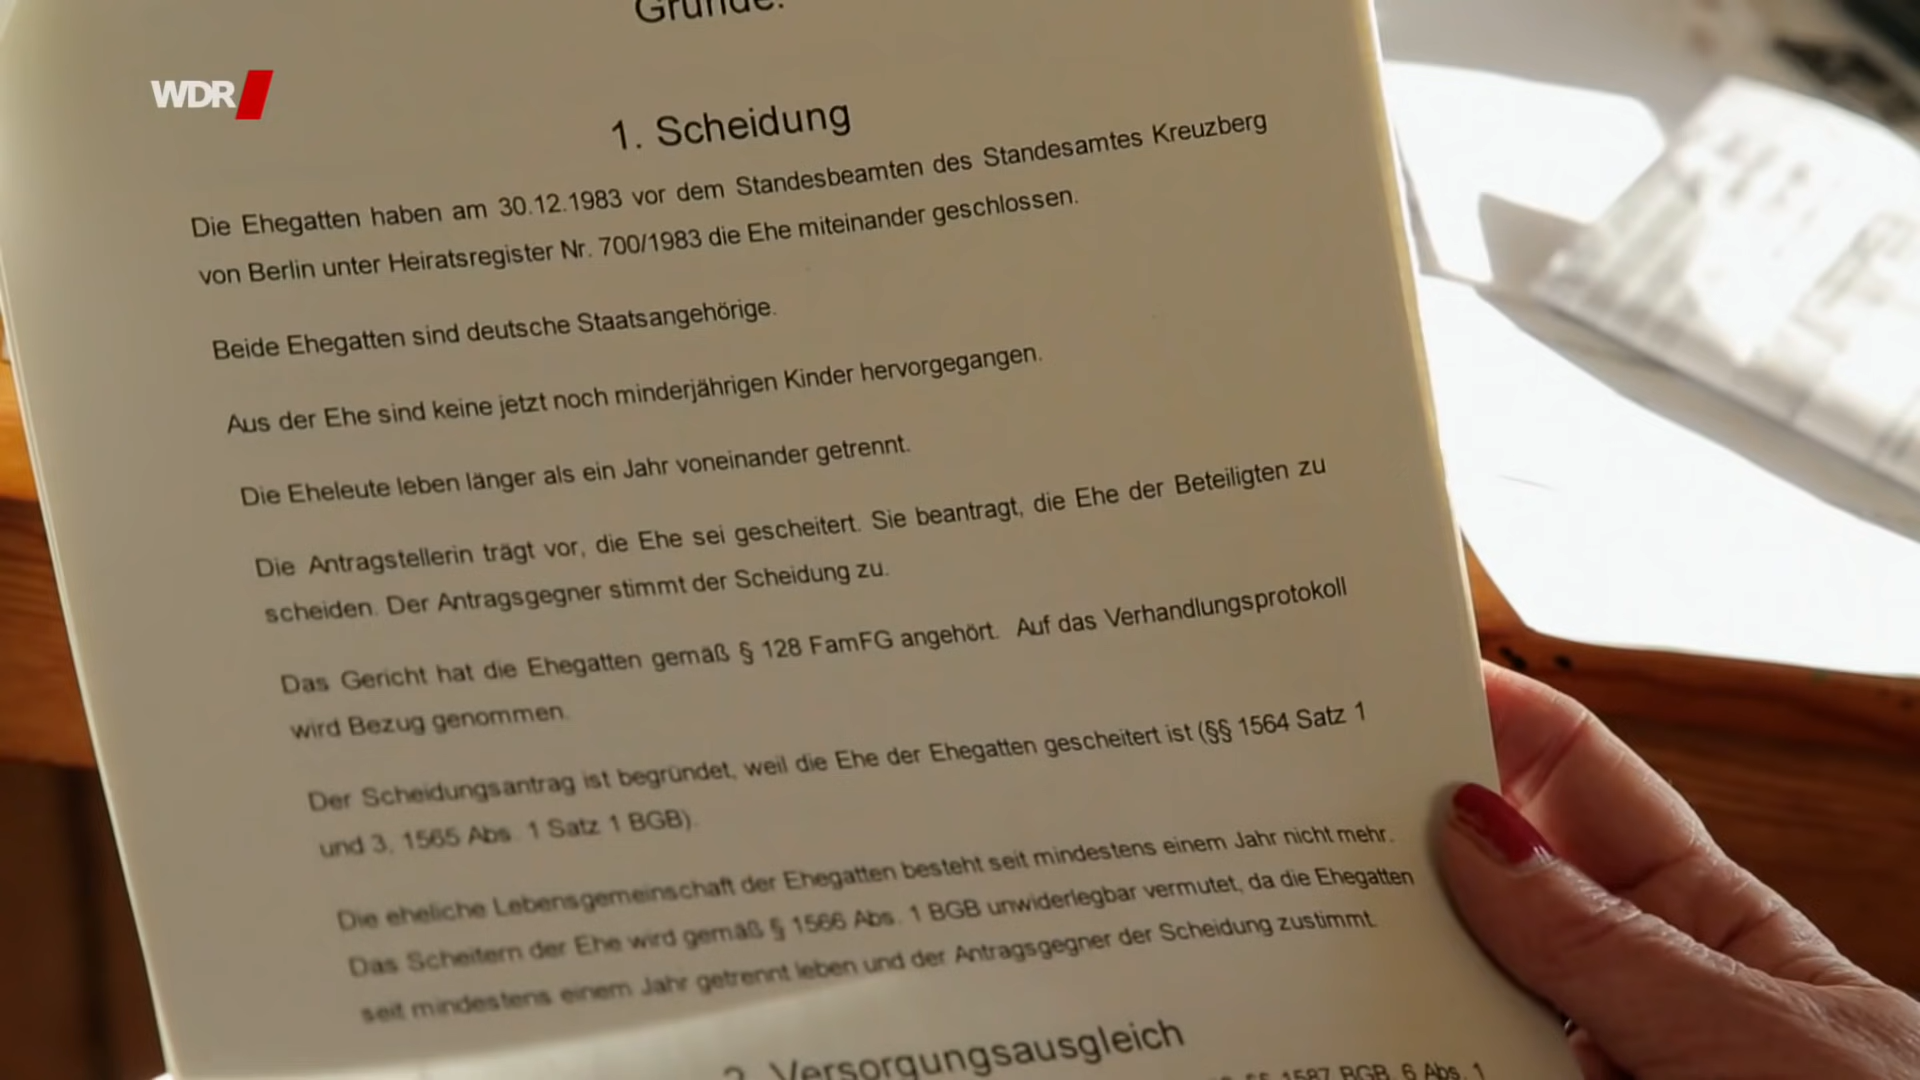 Gründe:
WDR
1. Scheidung
Die Ehegatten haben am 30.12.1983 vor dem Standesbeamten des Standesamtes Kreuzberg
von Berlin unter Heiratsregister Nr. 700/1983 die Ehe miteinander geschlossen.
Beide Ehegatten sind deutsche Staatsangehörige.
Aus der Ehe sind keine jetzt noch minderjährigen Kinder hervorgegangen.
Die Eheleute leben länger als ein Jahr voneinander getrennt.
Die Antragstellerin trägt vor, die Ehe sei gescheitert. Sie beantragt, die Ehe der Beteiligten zu
scheiden. Der Antragsgegner stimmt der Scheidung zu.
Das Gericht hat die Ehegatten gemäß § 128 FamFG angehört. Auf das Verhandlungsprotokoll
wird Bezug genommen.
Der Scheidungsantrag ist begründet, weil die Ehe der Ehegatten gescheitert ist (§§ 1564 Satz 1
und 3, 1565 Abs. 1 Satz 1 BGB).
Die eheliche Lebensgemeinschaft der Ehegatten besteht seit mindestens einem Jahr nicht mehr.
Das Scheitern der Ehe wird gemäß § 1566 Abs. 1 BGB unwiderlegbar vermutet, da die Ehegatten
seit mindestens einem Jahr getrennt leben und der Antragsgegner der Scheidung zustimmt.
2. Versorgungsausgleich
1587 BGB, 6 Abs. 1